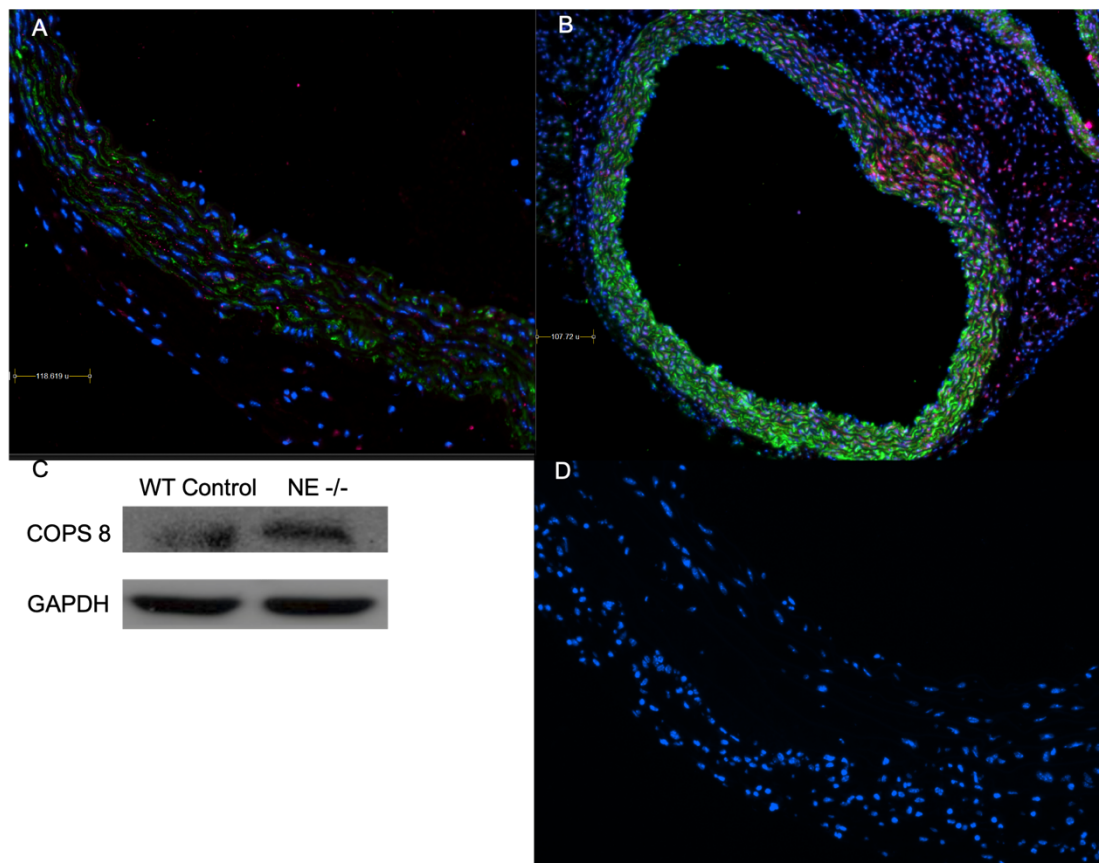 A
B
118.619 u
107.72 u
C
D
WT Control NE -/-
COPS 8
GAPDH